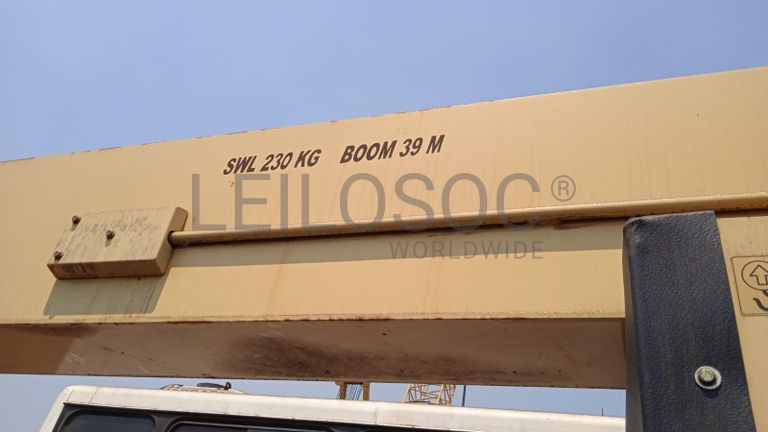 SWL 230 KG BOOM 39 M
LEILOSOC®
WORLDWIDE